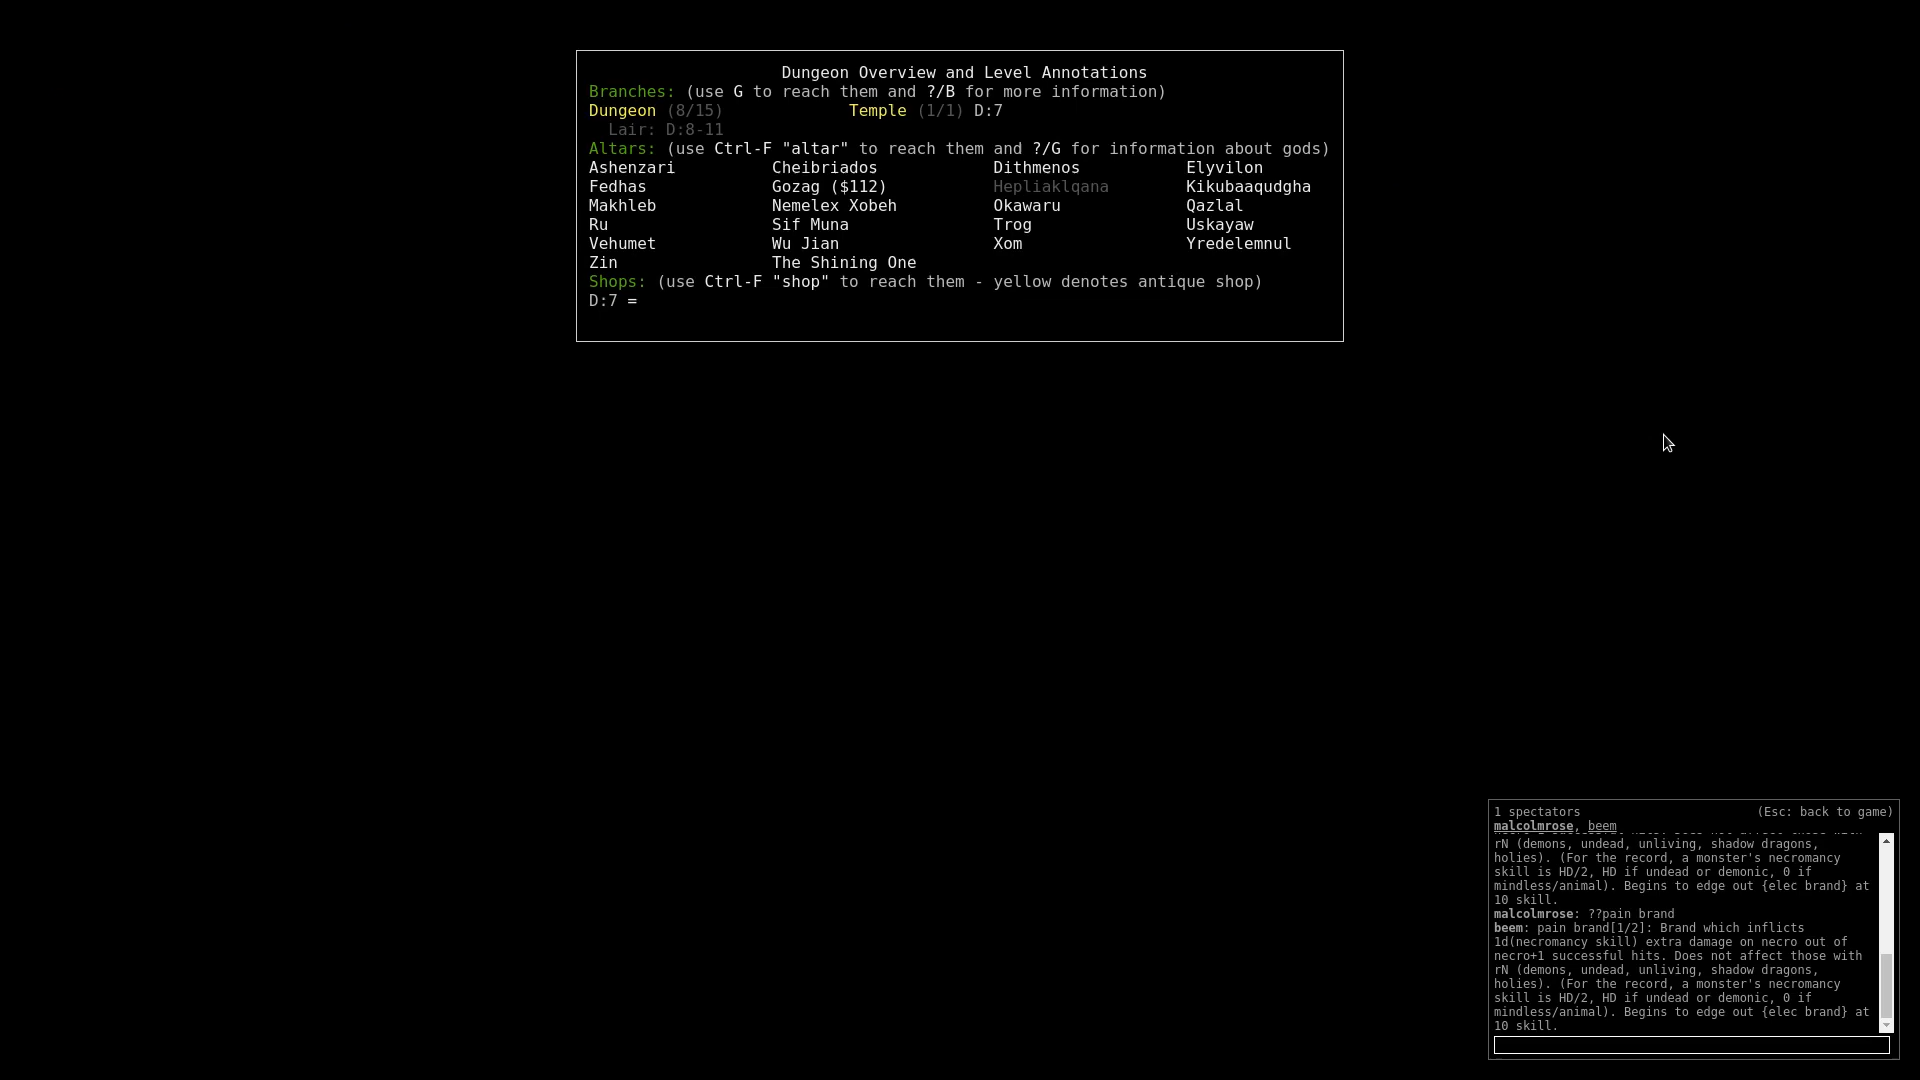 Dungeon Overview and Level Annotations
Branches: (use G to reach them and ?/B for more information)
Dungeon (8/15) Temple (1/1) D:7
Lair: D:8-11
Altars: (use Ctrl-F "altar" to reach them and ?/G for information about gods)
Ashenzari Cheibriados Dithmenos Elyvilon
Fedhas Gozag ($112) Hepliaklqana Kikubaaqudgha
Makhleb Nemelex Xobeh Okawaru Qazlal
Ru Sif Muna Trog Uskayaw
Vehumet Wu Jian Xom Yredelemnul
Zin The Shining One
Shops: (use Ctrl-F "shop" to reach them - yellow denotes antique shop)
D:7 =
1 spectators (Esc: back to game)
malcolmrose, beem
rN (demons, undead, unliving, shadow dragons,
holies). (For the record, a monster's necromancy
skill is HD/2, HD if undead or demonic, 0 if
mindless/animal). Begins to edge out {elec brand} at
10 skill.
malcolmrose: ??pain brand
beem: pain brand[1/2]: Brand which inflicts
1d(necromancy skill) extra damage on necro out of
necro+1 successful hits. Does not affect those with
rN (demons, undead, unliving, shadow dragons,
holies). (For the record, a monster's necromancy
skill is HD/2, HD if undead or demonic, 0 if
mindless/animal). Begins to edge out {elec brand} at
10 skill.